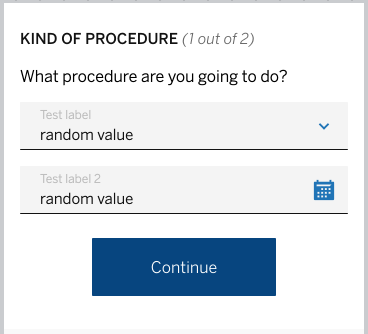 KIND OF PROCEDURE (1 out of 2)
What procedure are you going to do?
Test label
random value
Test label 2
random value
Continue